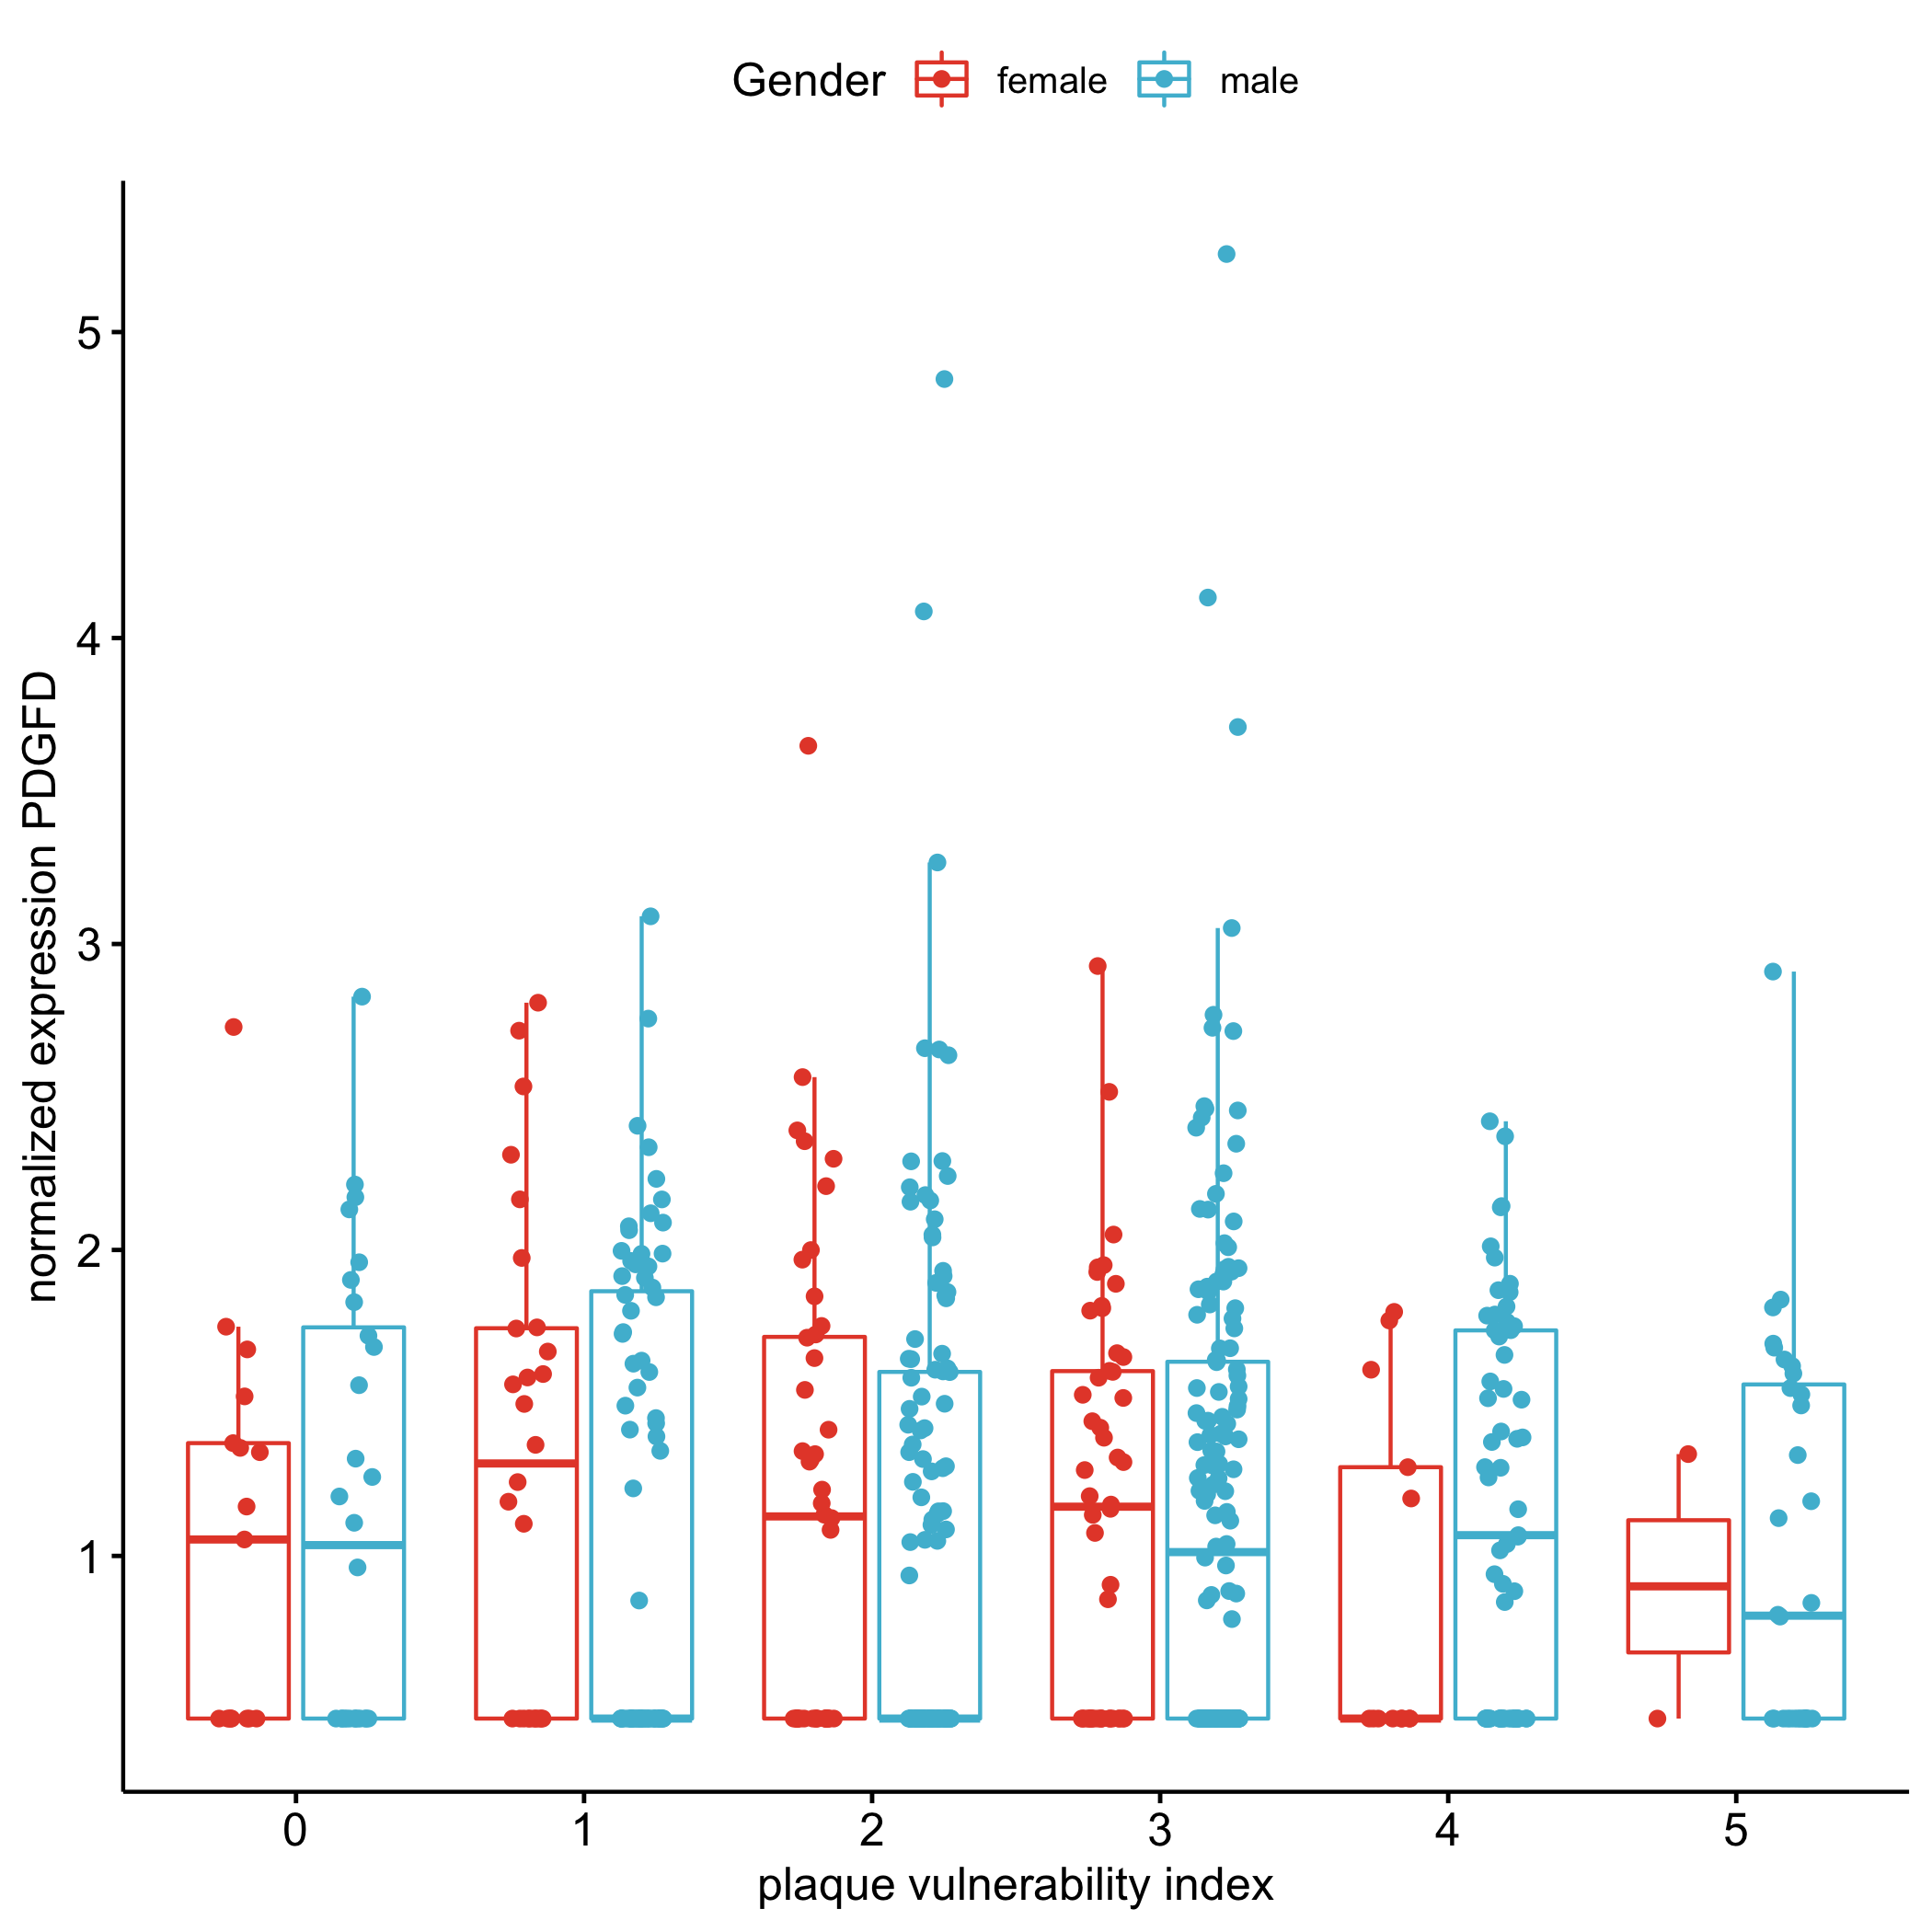 Gender female male
normalized expression PDGFD
5
4
3
2
1
0 1 2 3 4 5
plaque vulnerability index